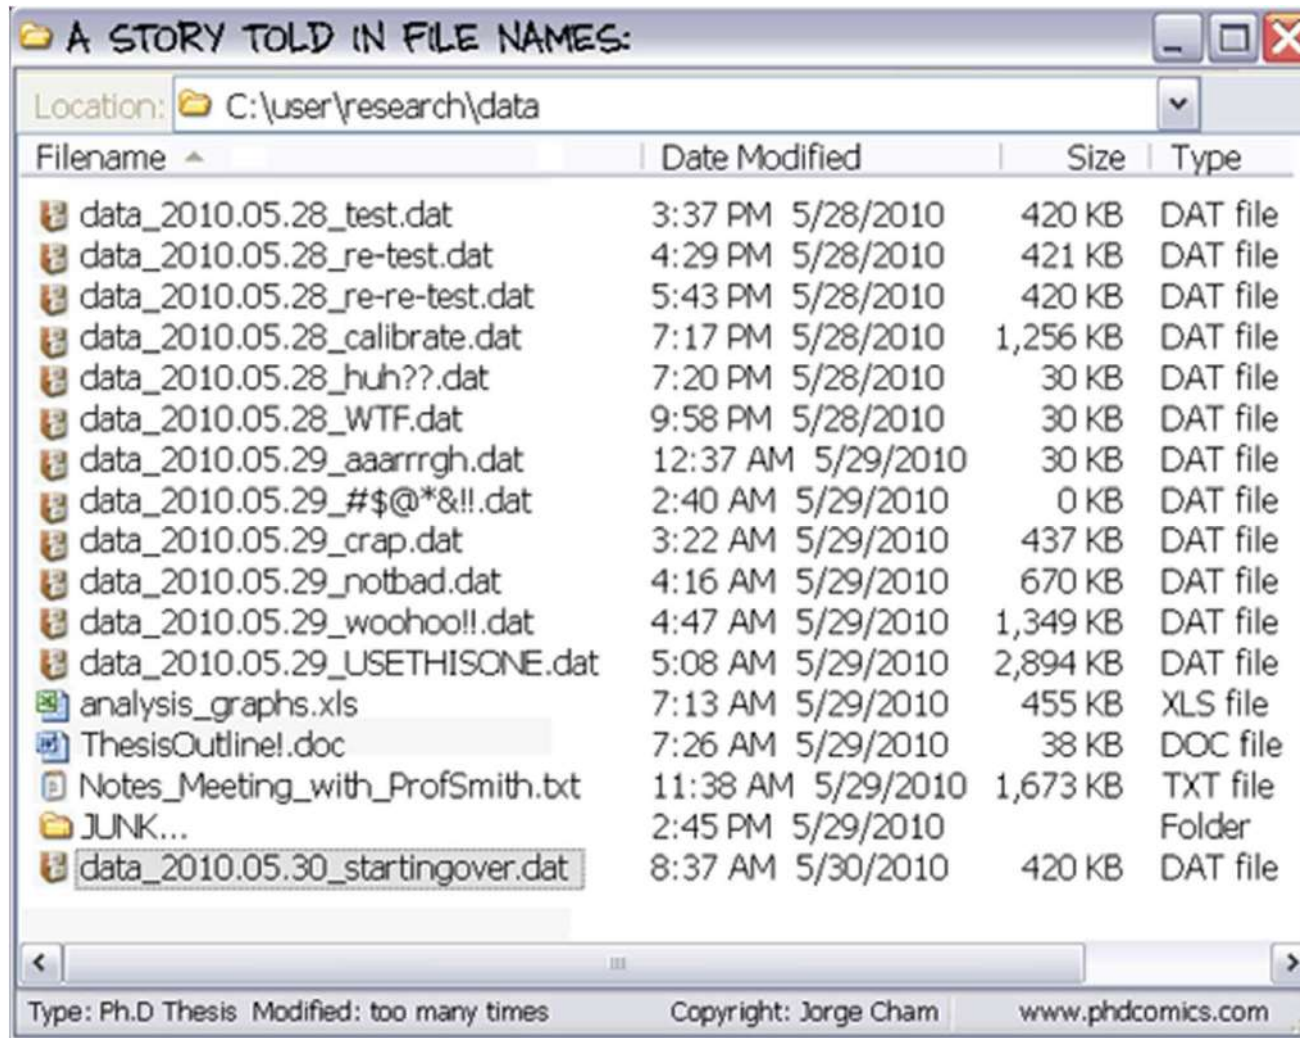 A STORY TOLD IN FILE NAMES:
Location: C:\user\research\data
Filename Date Modified Size Type
data_2010.05.28_test.dat 3:37 PM 5/28/2010 420 KB DAT file
data_2010.05.28_re-test.dat 4:29 PM 5/28/2010 421 KB DAT file
data_2010.05.28_re-re-test.dat 5:43 PM 5/28/2010 420 KB DAT file
data_2010.05.28_calibrate.dat 7:17 PM 5/28/2010 1,256 KB DAT file
data_2010.05.28_huh??.dat 7:20 PM 5/28/2010 30 KB DAT file
data_2010.05.28_WTF.dat 9:58 PM 5/28/2010 30 KB DAT file
data_2010.05.29_aaarrrgh.dat 12:37 AM 5/29/2010 30 KB DAT file
data_2010.05.29_#$@*&!!.dat 2:40 AM 5/29/2010 0 KB DAT file
data_2010.05.29_crap.dat 3:22 AM 5/29/2010 437 KB DAT file
data_2010.05.29_notbad.dat 4:16 AM 5/29/2010 670 KB DAT file
data_2010.05.29_woohoo!!.dat 4:47 AM 5/29/2010 1,349 KB DAT file
data_2010.05.29_USETHISONE.dat 5:08 AM 5/29/2010 2,894 KB DAT file
analysis_graphs.xls 7:13 AM 5/29/2010 455 KB XLS file
ThesisOutline!.doc 7:26 AM 5/29/2010 38 KB DOC file
Notes_Meeting_with_ProfSmith.txt 11:38 AM 5/29/2010 1,673 KB TXT file
JUNK... 2:45 PM 5/29/2010 Folder
data_2010.05.30_startingover.dat 8:37 AM 5/30/2010 420 KB DAT file
Type: Ph.D Thesis Modified: too many times Copyright: Jorge Cham www.phdcomics.com